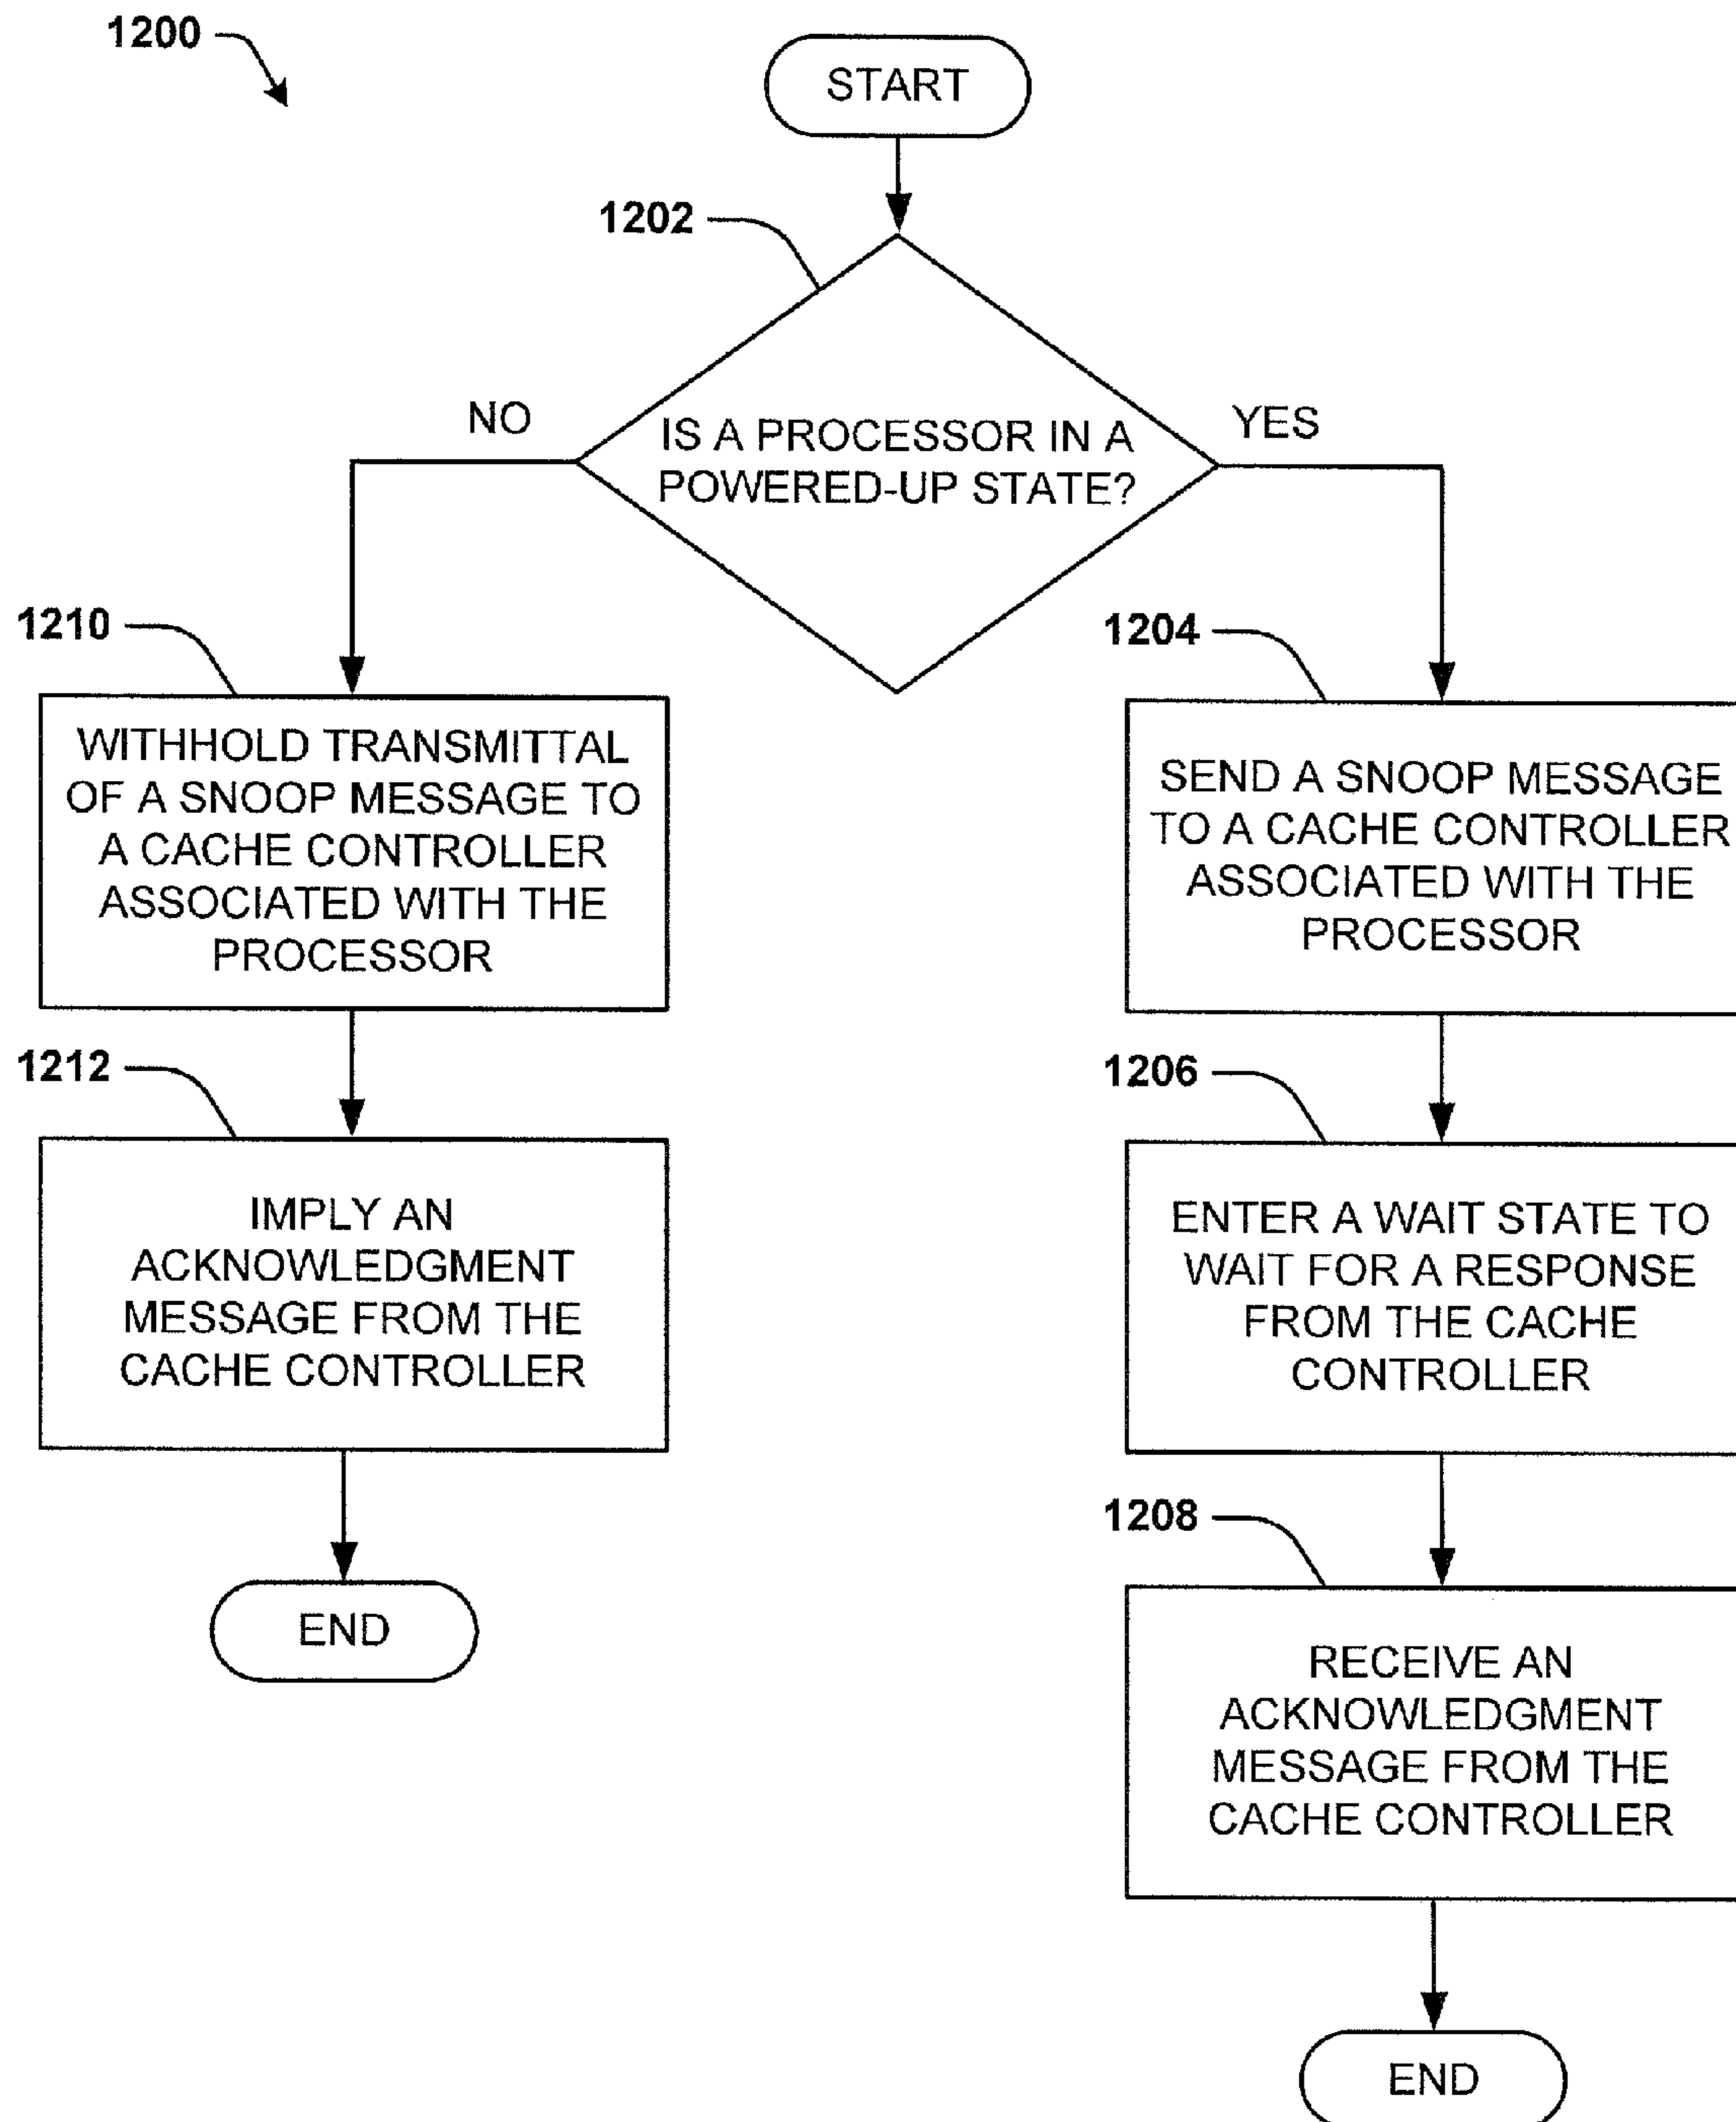 1200
START
1202
NO
YES
IS A PROCESSOR IN A
POWERED-UP STATE?
1210
WITHHOLD TRANSMITTAL
OF A SNOOP MESSAGE TO
A CACHE CONTROLLER
ASSOCIATED WITH THE
PROCESSOR
1204
SEND A SNOOP MESSAGE
TO A CACHE CONTROLLER
ASSOCIATED WITH THE
PROCESSOR
1212
IMPLY AN
ACKNOWLEDGMENT
MESSAGE FROM THE
CACHE CONTROLLER
1206
ENTER A WAIT STATE TO
WAIT FOR A RESPONSE
FROM THE CACHE
CONTROLLER
END
1208
RECEIVE AN
ACKNOWLEDGMENT
MESSAGE FROM THE
CACHE CONTROLLER
END